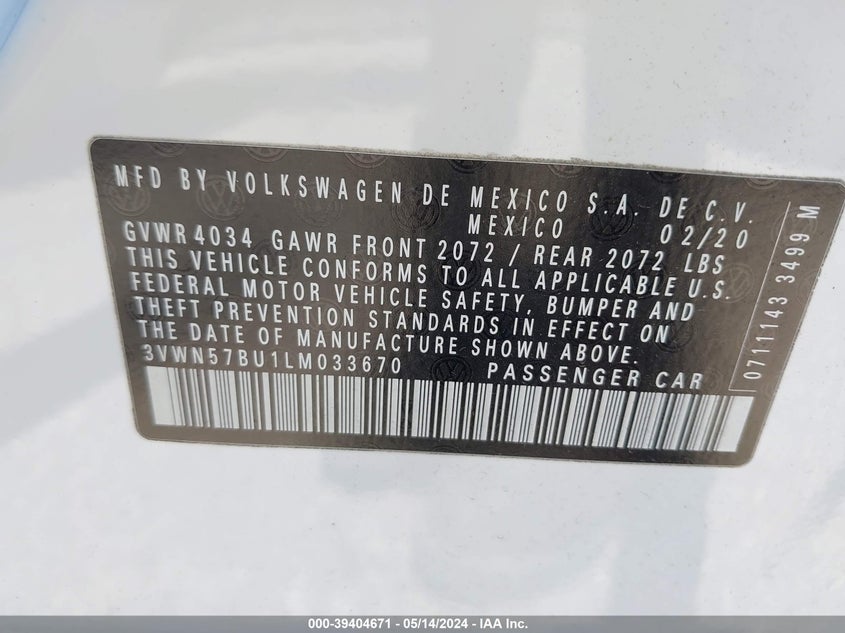 MFD BY VOLKSWAGEN DE MEXICO S.A. DE C.V.
MEXICO 02/20
GVWR 4034 GAWR FRONT 2072 / REAR 2072 LBS
THIS VEHICLE CONFORMS TO ALL APPLICABLE U.S.
FEDERAL MOTOR VEHICLE SAFETY, BUMPER AND
THEFT PREVENTION STANDARDS IN EFFECT ON
THE DATE OF MANUFACTURE SHOWN ABOVE.
3VWN57BU1LM033670 PASSENGER CAR
0711143 3499 M
000-39404671 - 05/14/2024 - IAA Inc.